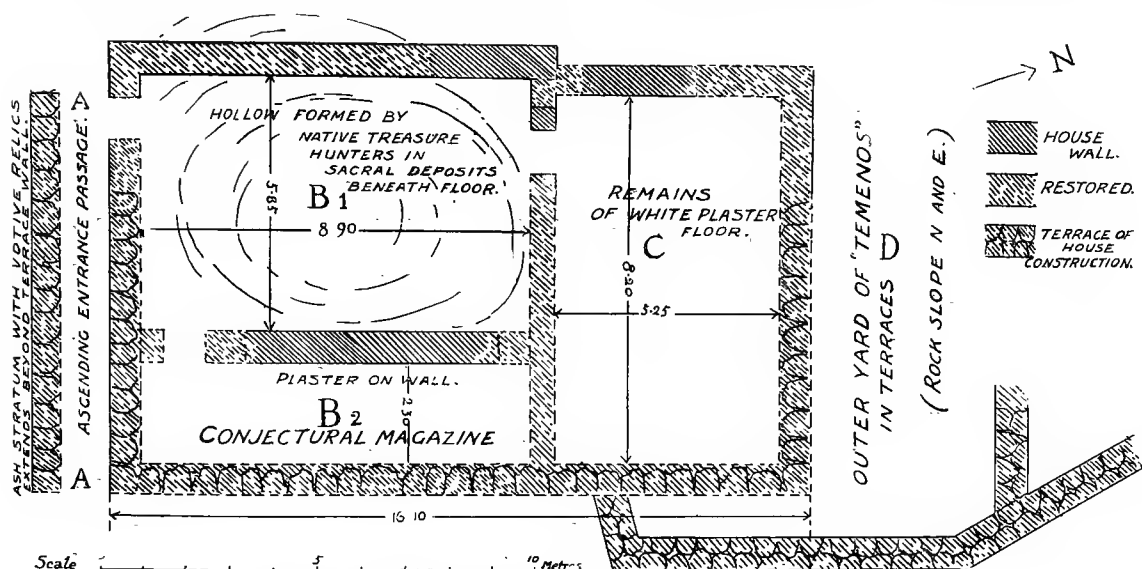 ASH STRATUM WITH VOTIVE RELICS
EXTENDS BEYOND TERRACE WALL.
ASCENDING ENTRANCE PASSAGE.
A
A
HOLLOW FORMED BY
NATIVE TREASURE
HUNTERS IN
SACRAL DEPOSITS
BENEATH FLOOR.
B1
5·85
8 90
PLASTER ON WALL.
B2
2·30
CONJECTURAL MAGAZINE
REMAINS
OF WHITE PLASTER
FLOOR.
C
8·20
5·25
16 10
OUTER YARD OF "TEMENOS"
IN TERRACES
D
(ROCK SLOPE N AND E.)
N
HOUSE
WALL.
RESTORED.
TERRACE OF
HOUSE
CONSTRUCTION.
Scale 5 10 Metres